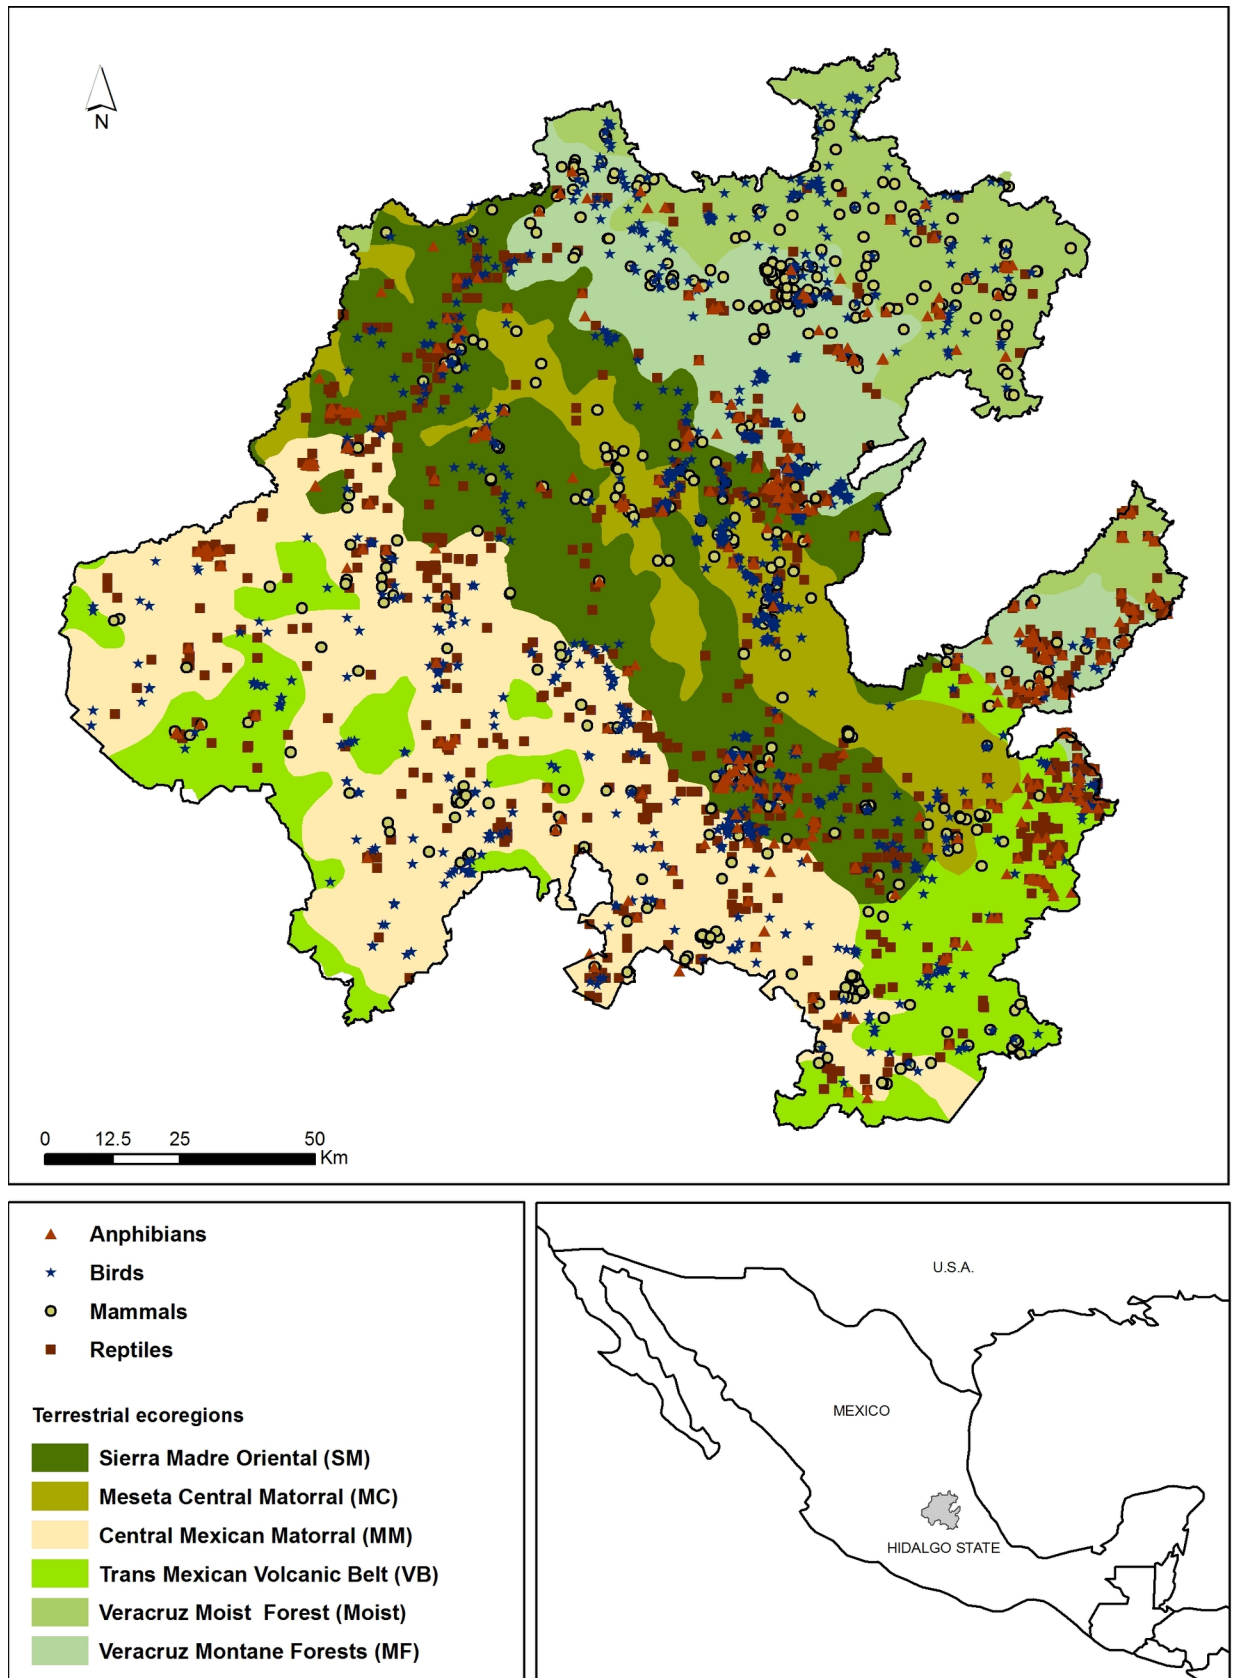 N
0 12.5 25 50
Km
Anphibians
Birds
Mammals
Reptiles
Terrestrial ecoregions
Sierra Madre Oriental (SM)
Meseta Central Matorral (MC)
Central Mexican Matorral (MM)
Trans Mexican Volcanic Belt (VB)
Veracruz Moist Forest (Moist)
Veracruz Montane Forests (MF)
U.S.A.
MEXICO
HIDALGO STATE